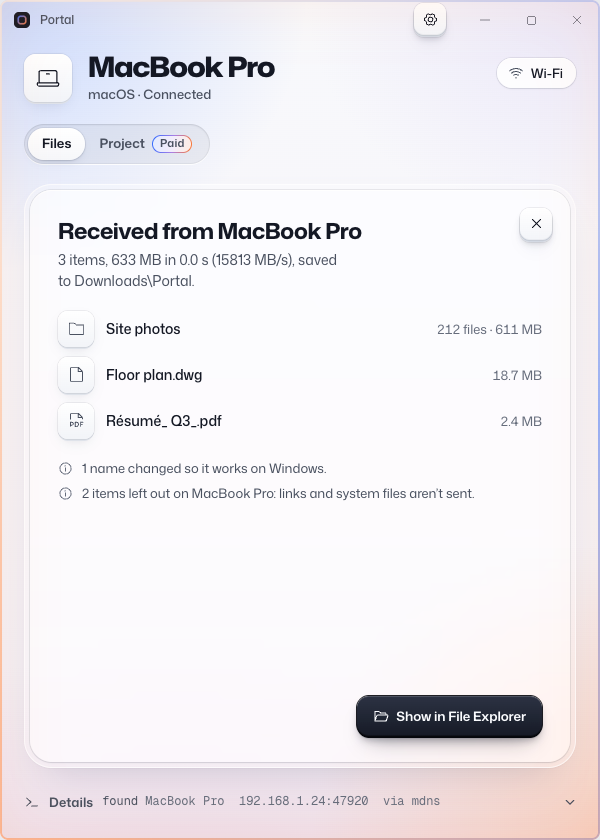 Portal
MacBook Pro
macOS · Connected
Wi-Fi
Files
Project Paid
Received from MacBook Pro
3 items, 633 MB in 0.0 s (15813 MB/s), saved
to Downloads\Portal.
Site photos 212 files · 611 MB
Floor plan.dwg 18.7 MB
PDF Résumé_ Q3_.pdf 2.4 MB
1 name changed so it works on Windows.
2 items left out on MacBook Pro: links and system files aren’t sent.
Show in File Explorer
Details found MacBook Pro 192.168.1.24:47920 via mdns